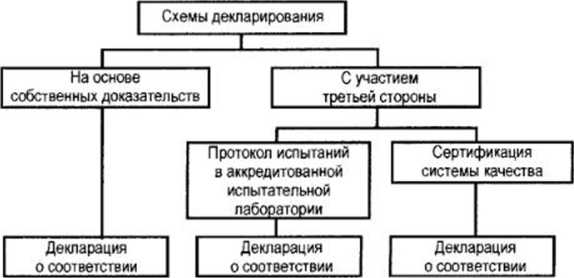 Схемы декларирования
На основе
собственных доказательств
С участием
третьей стороны
Протокол испытаний
в аккредитованной
испытательной
лаборатории
Сертификация
системы качества
Декларация
о соответствии
Декларация
о соответствии
Декларация
о соответствии